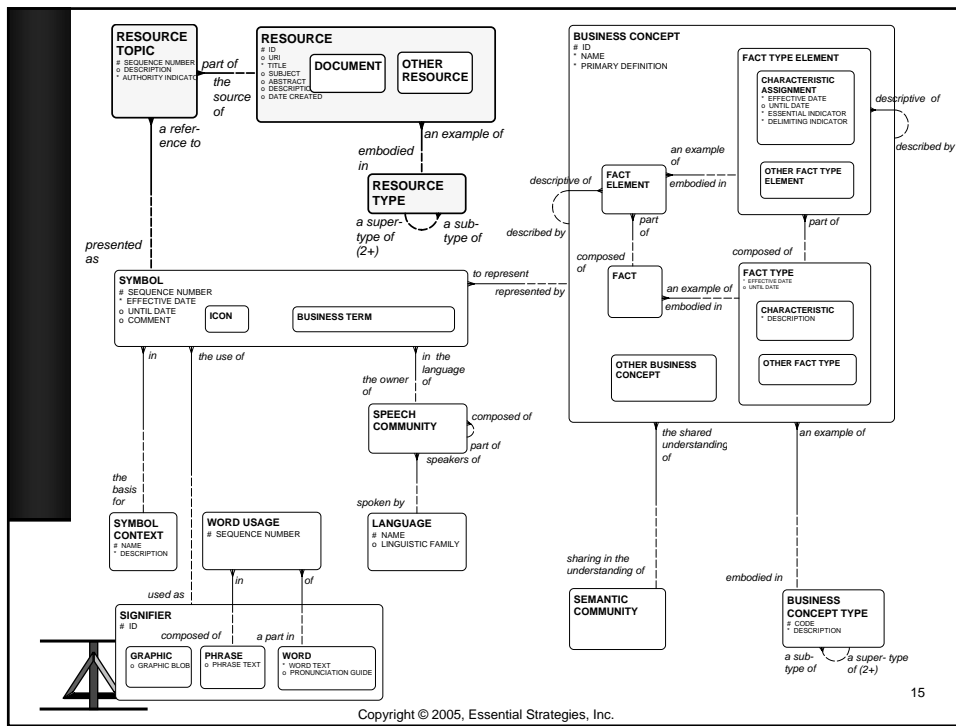 RESOURCE
TOPIC
# SEQUENCE NUMBER
o DESCRIPTION
* AUTHORITY INDICATO
part of
the
source
of
RESOURCE
# ID
o URI
* TITLE
o SUBJECT
o ABSTRACT
o DESCRIPTI
o DATE CREATED
DOCUMENT
OTHER
RESOURCE
a refer-
ence to
an example of
embodied
in
RESOURCE
TYPE
a super-
type of
(2+)
a sub-
type of
presented
as
SYMBOL
# SEQUENCE NUMBER
* EFFECTIVE DATE
o UNTIL DATE
o COMMENT
ICON
BUSINESS TERM
to represent
represented by
in
the use of
in the
language
of
the owner
of
SPEECH
COMMUNITY
composed of
part of
speakers of
the
basis
for
spoken by
SYMBOL
CONTEXT
# NAME
* DESCRIPTION
WORD USAGE
# SEQUENCE NUMBER
LANGUAGE
# NAME
o LINGUISTIC FAMILY
in
of
used as
SIGNIFIER
# ID
composed of
a part in
GRAPHIC
o GRAPHIC BLOB
PHRASE
o PHRASE TEXT
WORD
* WORD TEXT
o PRONUNCIATION GUIDE
BUSINESS CONCEPT
# ID
* NAME
* PRIMARY DEFINITION
FACT TYPE ELEMENT
CHARACTERISTIC
ASSIGNMENT
* EFFECTIVE DATE
o UNTIL DATE
* ESSENTIAL INDICATOR
* DELIMITING INDICATOR
OTHER FACT TYPE
ELEMENT
descriptive of
described by
an example
of
embodied in
FACT
ELEMENT
descriptive of
described by
part
of
composed
of
part of
composed of
FACT
an example of
embodied in
FACT TYPE
* EFFECTIVE DATE
o UNTIL DATE
CHARACTERISTIC
* DESCRIPTION
OTHER FACT TYPE
OTHER BUSINESS
CONCEPT
the shared
understanding
of
an example of
sharing in the
understanding of
SEMANTIC
COMMUNITY
embodied in
BUSINESS
CONCEPT TYPE
# CODE
* DESCRIPTION
a sub-
type of
a super- type
of (2+)
15
Copyright © 2005, Essential Strategies, Inc.